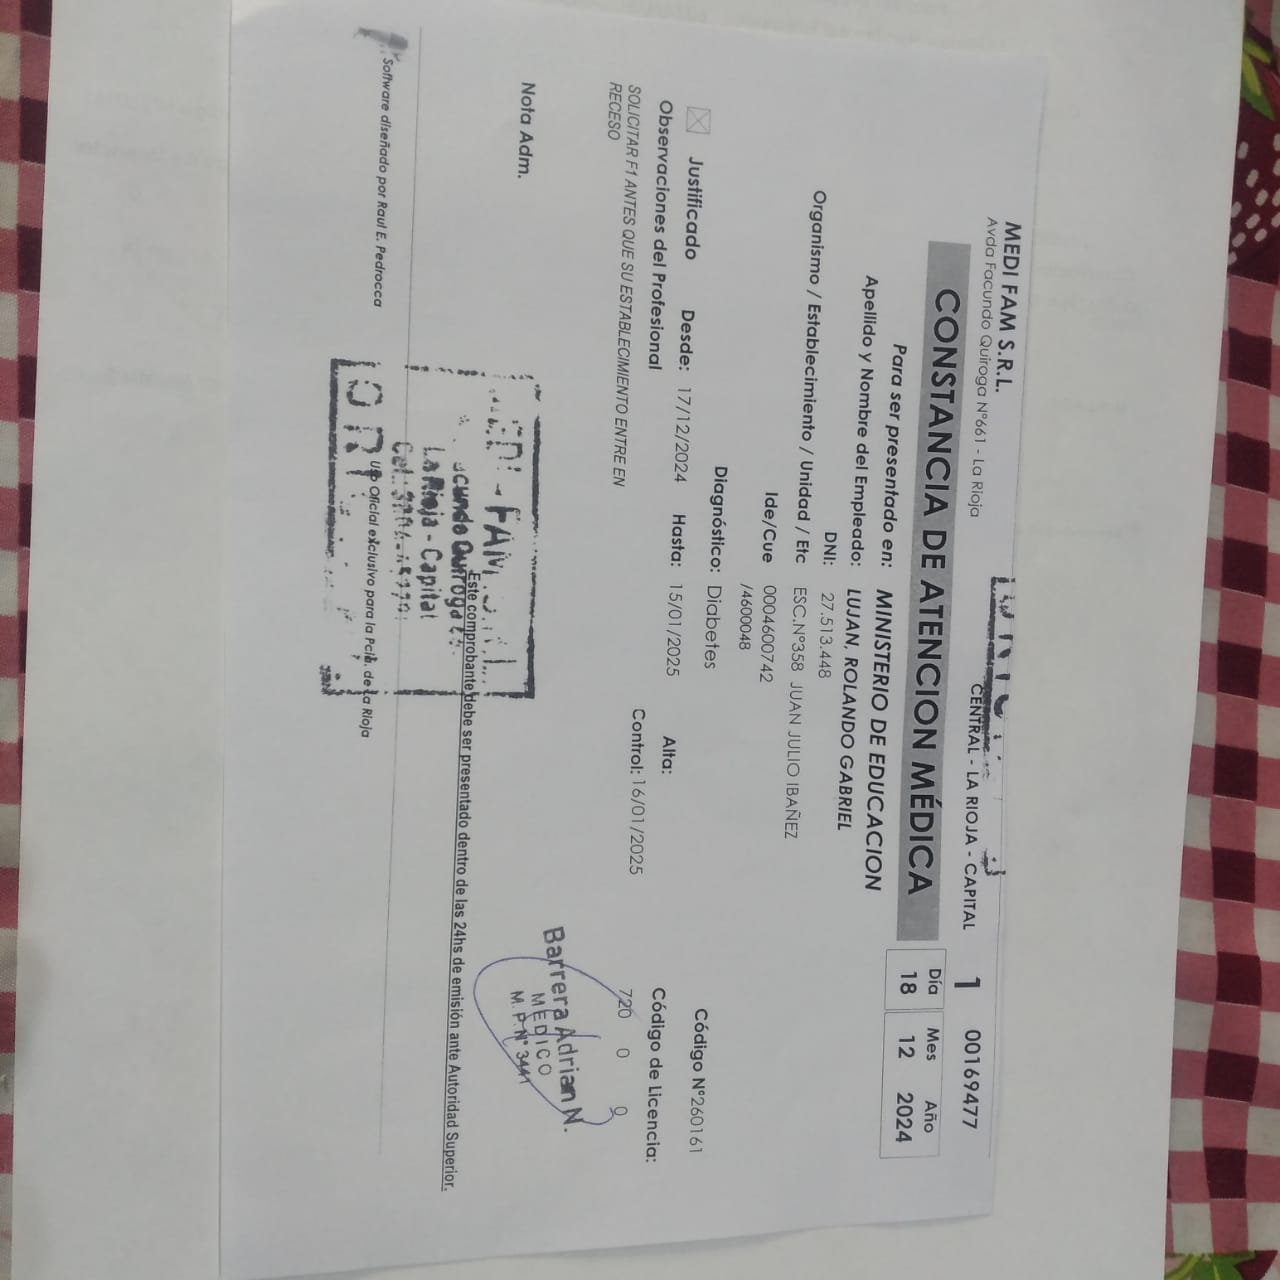 MEDI FAM S.R.L.
Avda Facundo Quiroga Nº661 - La Rioja
CENTRAL - LA RIOJA - CAPITAL
1 00169477
CONSTANCIA DE ATENCION MÉDICA
Día Mes Año
18 12 2024
Para ser presentado en: MINISTERIO DE EDUCACION
Apellido y Nombre del Empleado: LUJAN, ROLANDO GABRIEL
DNI: 27.513.448
Organismo / Establecimiento / Unidad / Etc ESC.Nº358 JUAN JULIO IBAÑEZ
Ide/Cue 0004600742
/4600048
Diagnóstico: Diabetes
Código Nº260161
Justificado Desde: 17/12/2024 Hasta: 15/01/2025 Alta:
Observaciones del Profesional
Control: 16/01/2025
Código de Licencia:
720 0 0
SOLICITAR F1 ANTES QUE SU ESTABLECIMIENTO ENTRE EN
RECESO
Nota Adm.
Barrera Adrian N.
MEDICO
M.P. Nº 3441
FAM
La Rioja - Capital
Este comprobante debe ser presentado dentro de las 24hs de emisión ante Autoridad Superior.
Software diseñado por Raul E. Pedrocca
Uso Oficial exclusivo para la Pcia. de La Rioja